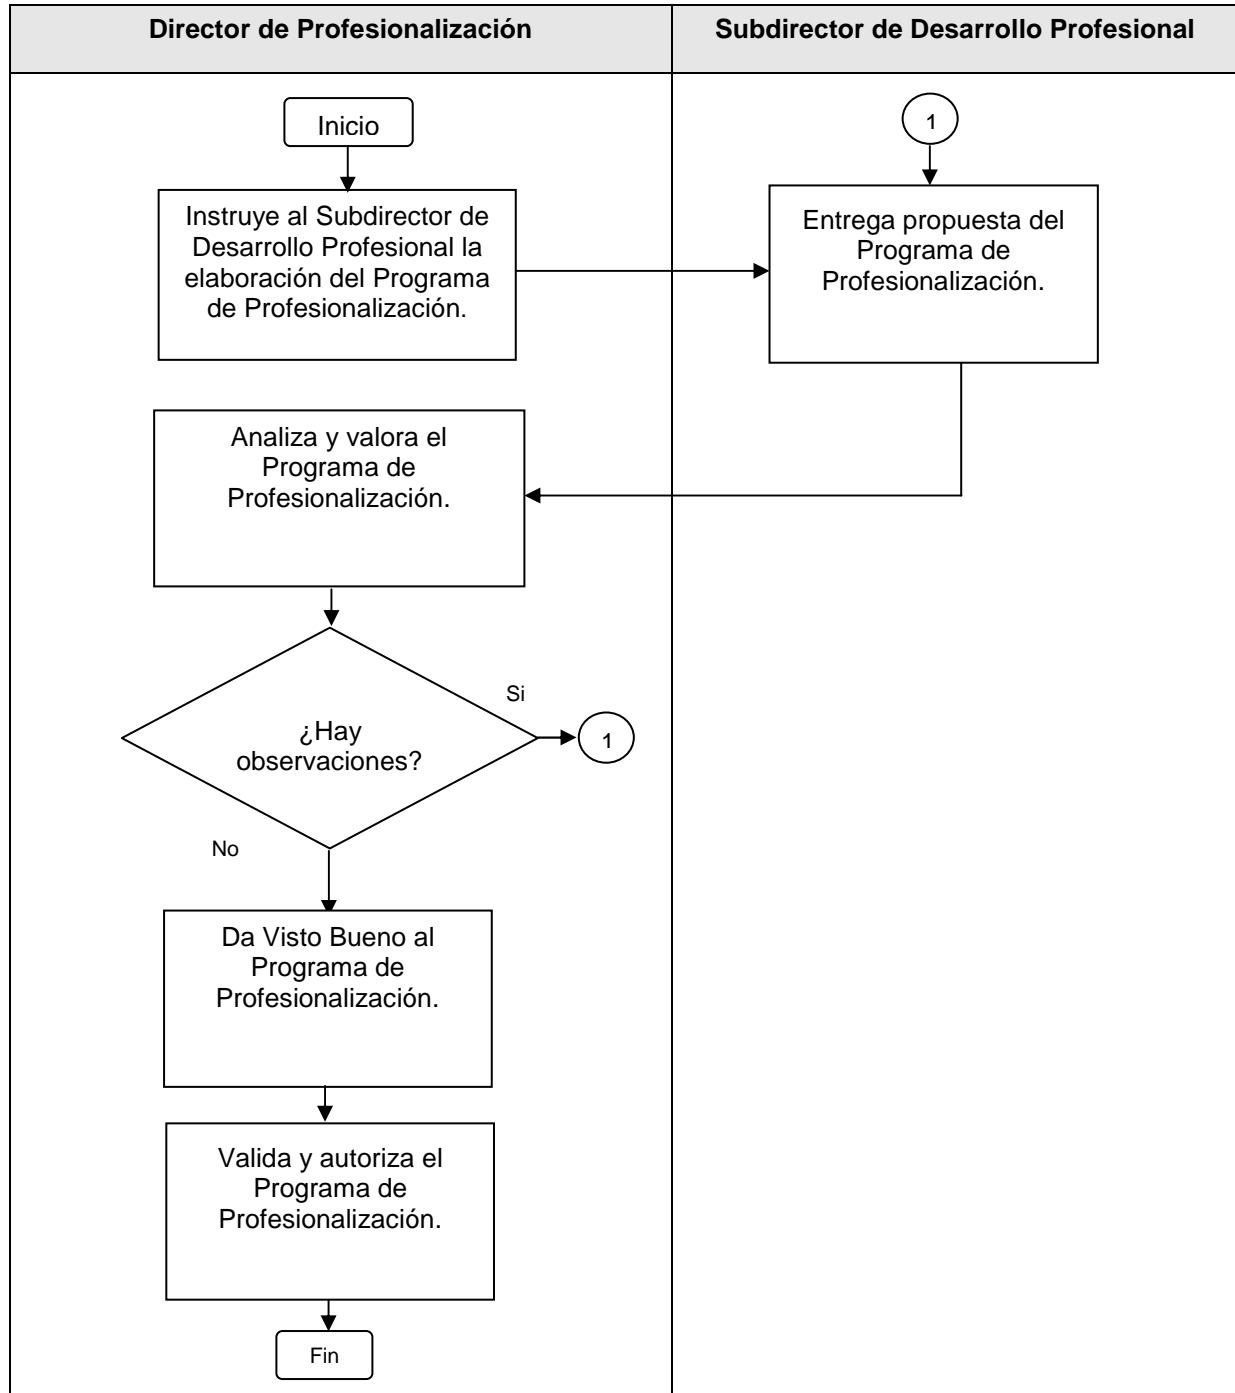 Director de Profesionalización
Subdirector de Desarrollo Profesional
Inicio
1
Instruye al Subdirector de
Desarrollo Profesional la
elaboración del Programa
de Profesionalización.
Entrega propuesta del
Programa de
Profesionalización.
Analiza y valora el
Programa de
Profesionalización.
Si
¿Hay
observaciones?
1
No
Da Visto Bueno al
Programa de
Profesionalización.
Valida y autoriza el
Programa de
Profesionalización.
Fin